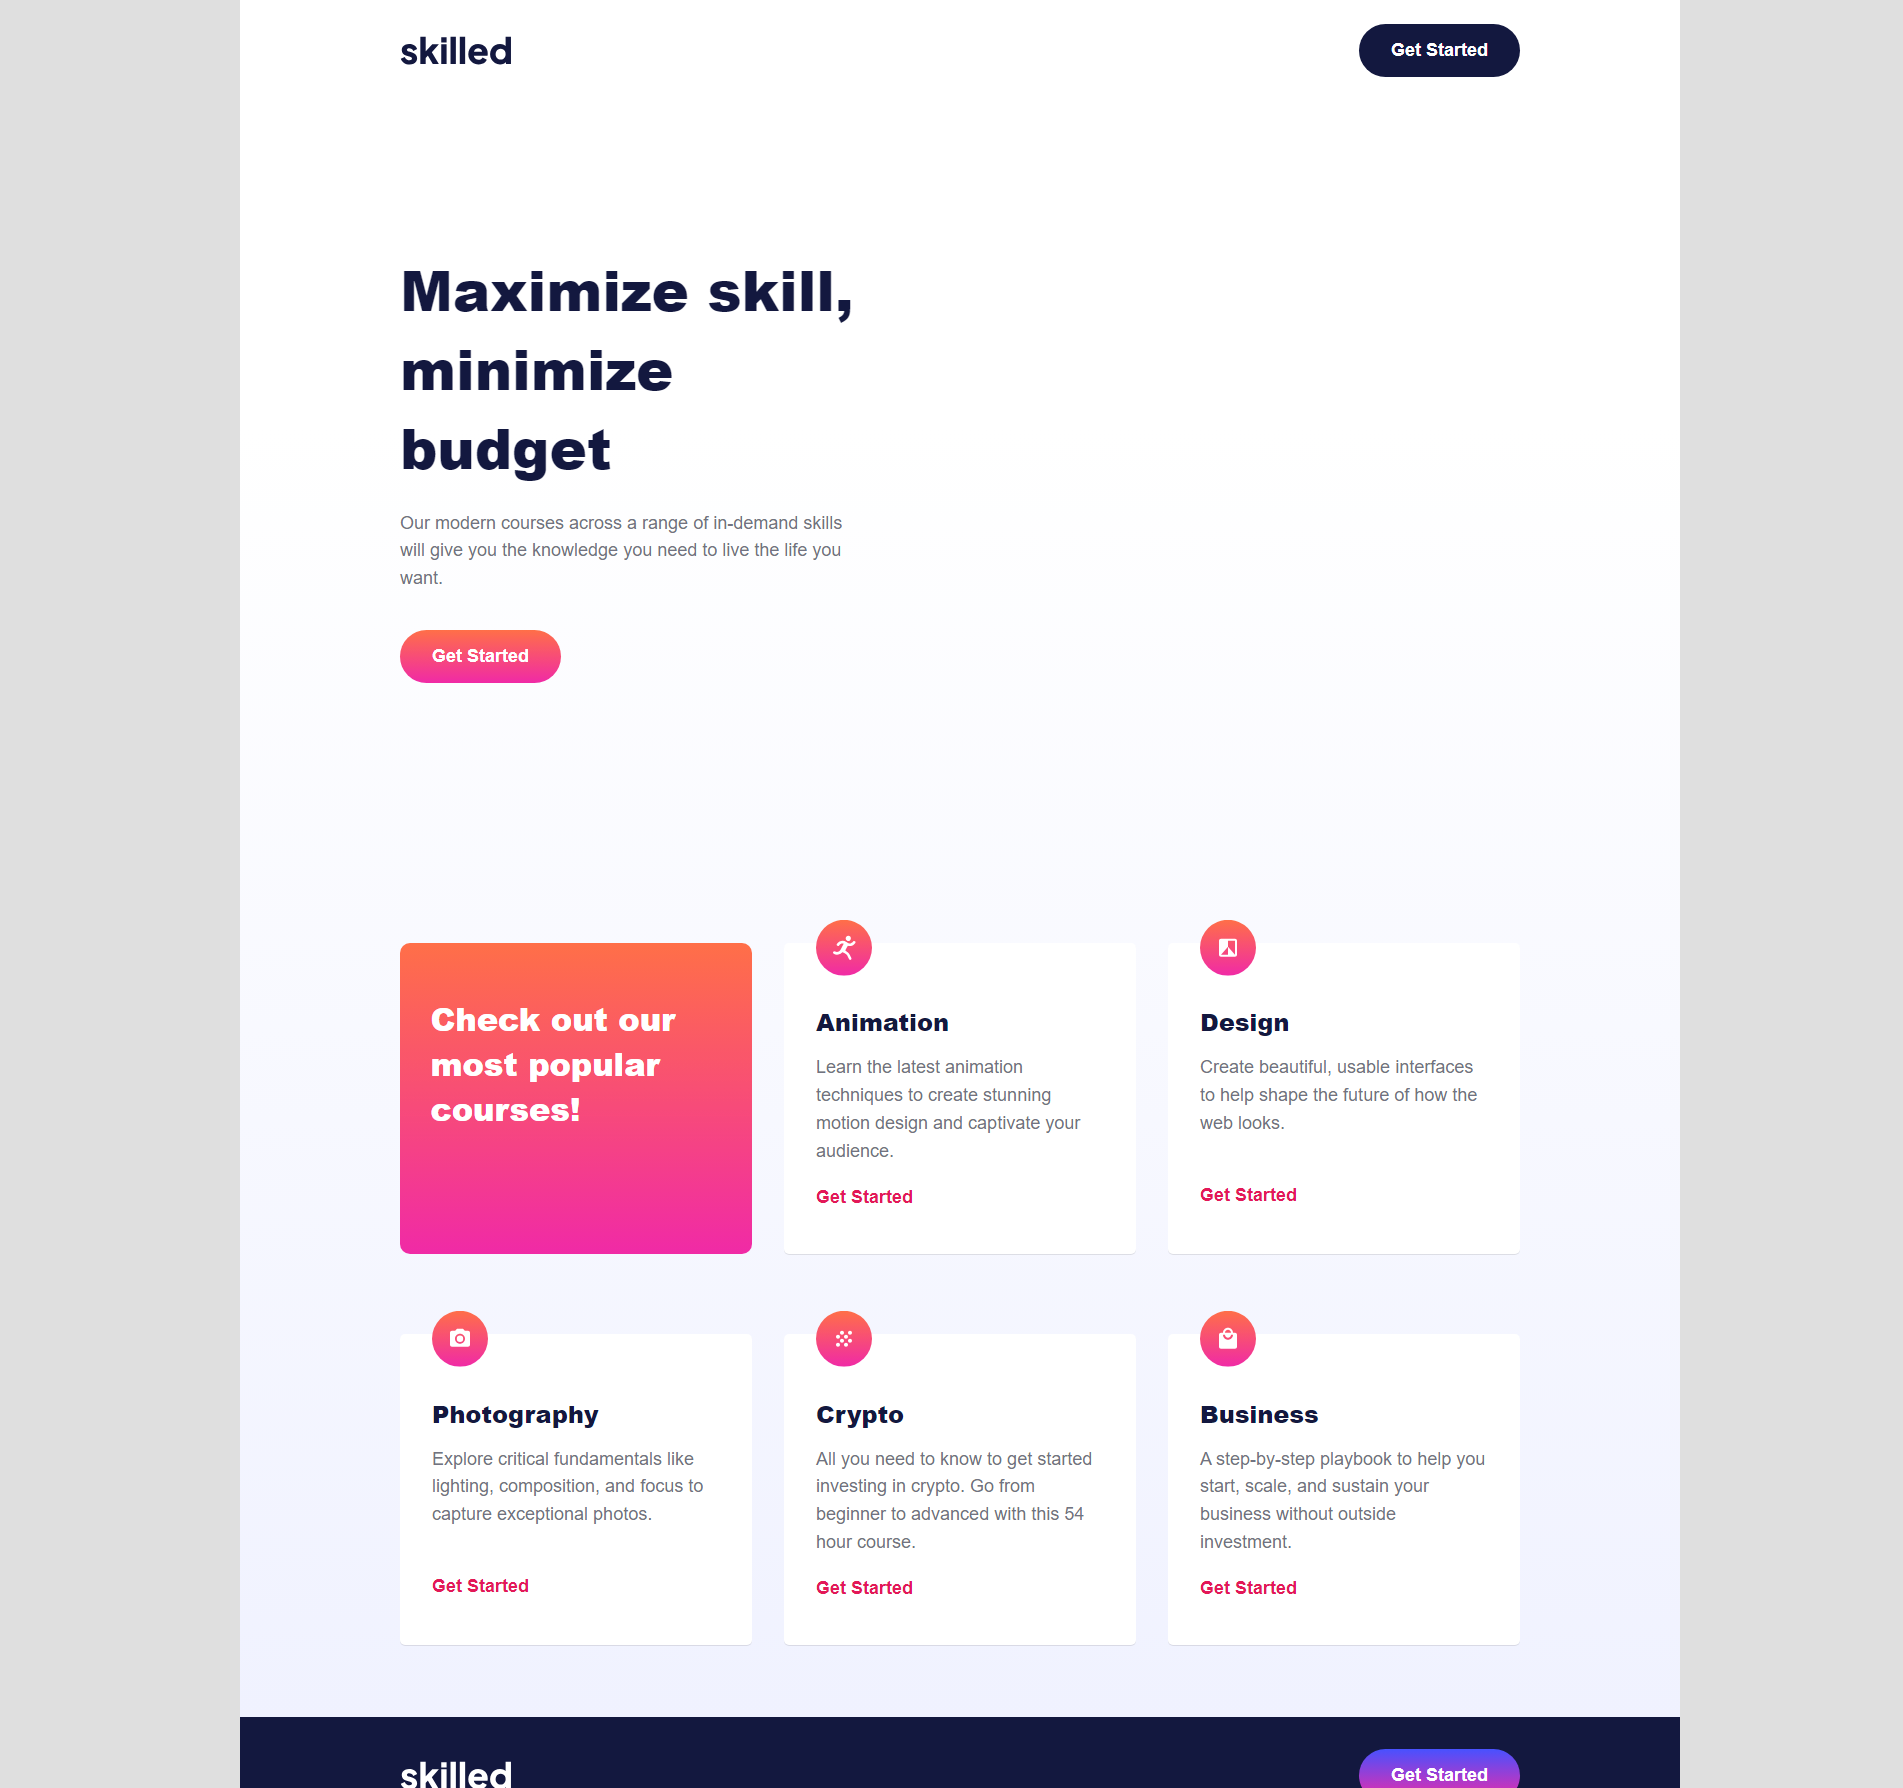 skilled
Get Started
Maximize skill,
minimize
budget
Our modern courses across a range of in-demand skills
will give you the knowledge you need to live the life you
want.
Get Started
Check out our
most popular
courses!
Animation
Learn the latest animation
techniques to create stunning
motion design and captivate your
audience.
Get Started
Design
Create beautiful, usable interfaces
to help shape the future of how the
web looks.
Get Started
Photography
Explore critical fundamentals like
lighting, composition, and focus to
capture exceptional photos.
Get Started
Crypto
All you need to know to get started
investing in crypto. Go from
beginner to advanced with this 54
hour course.
Get Started
Business
A step-by-step playbook to help you
start, scale, and sustain your
business without outside
investment.
Get Started
skilled
Get Started